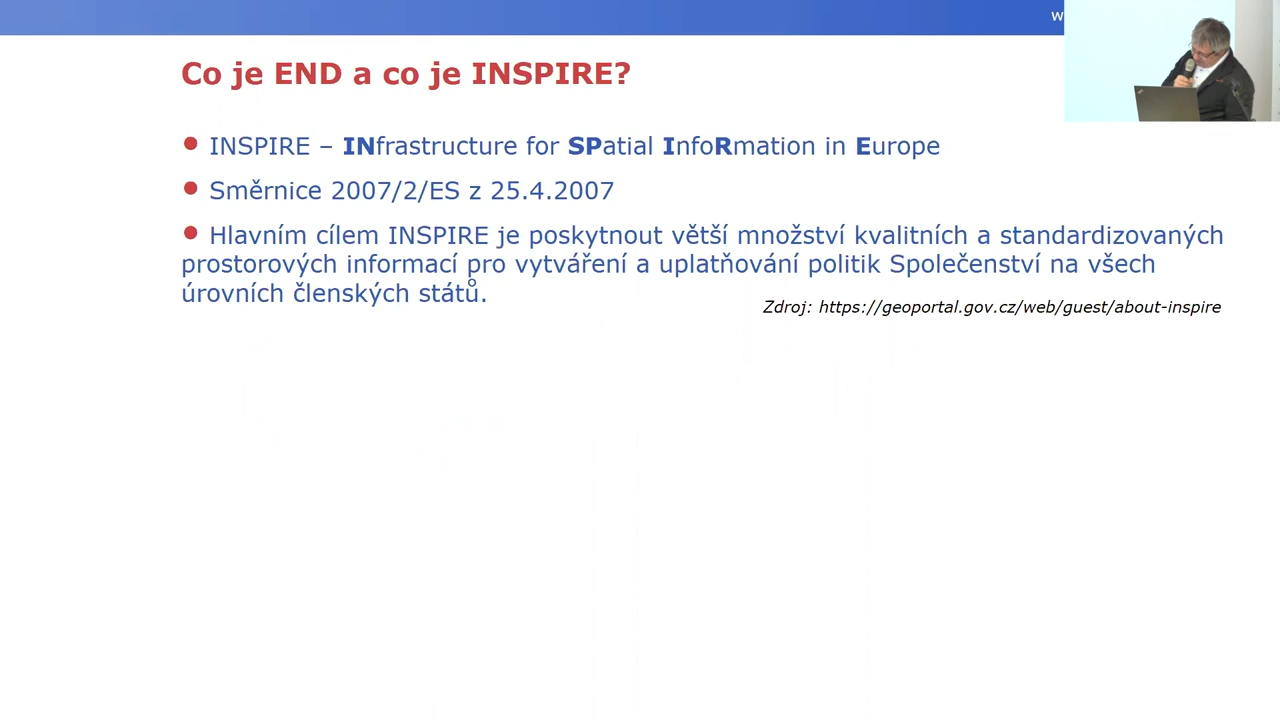 w
Co je END a co je INSPIRE?
● INSPIRE – INfrastructure for SPatial InfoRmation in Europe
● Směrnice 2007/2/ES z 25.4.2007
● Hlavním cílem INSPIRE je poskytnout větší množství kvalitních a standardizovaných
prostorových informací pro vytváření a uplatňování politik Společenství na všech
úrovních členských států.
Zdroj: https://geoportal.gov.cz/web/guest/about-inspire